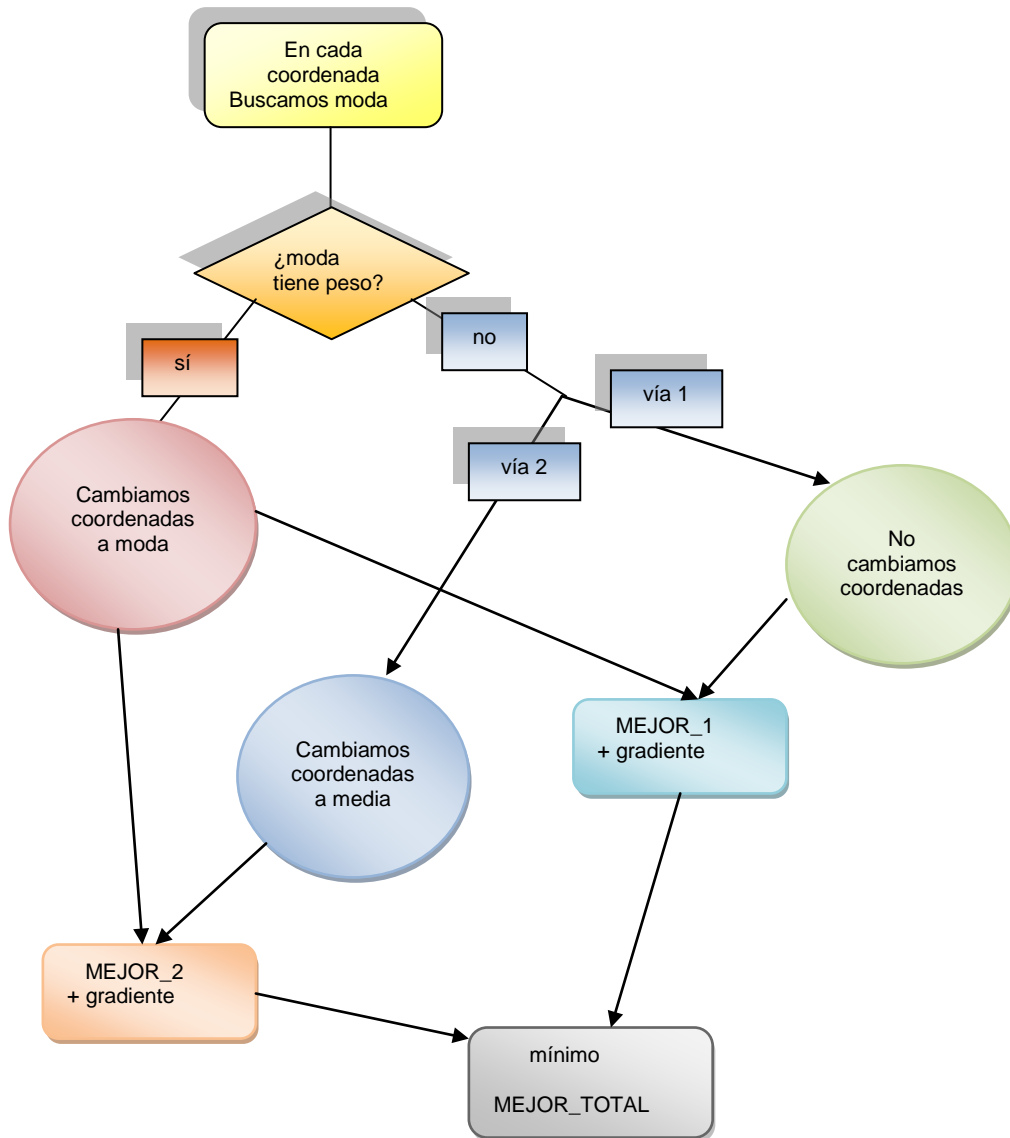 En cada
coordenada
Buscamos moda
¿moda
tiene peso?
sí
no
vía 1
vía 2
Cambiamos
coordenadas
a moda
No
cambiamos
coordenadas
Cambiamos
coordenadas
a media
MEJOR_1
+ gradiente
MEJOR_2
+ gradiente
mínimo
MEJOR_TOTAL